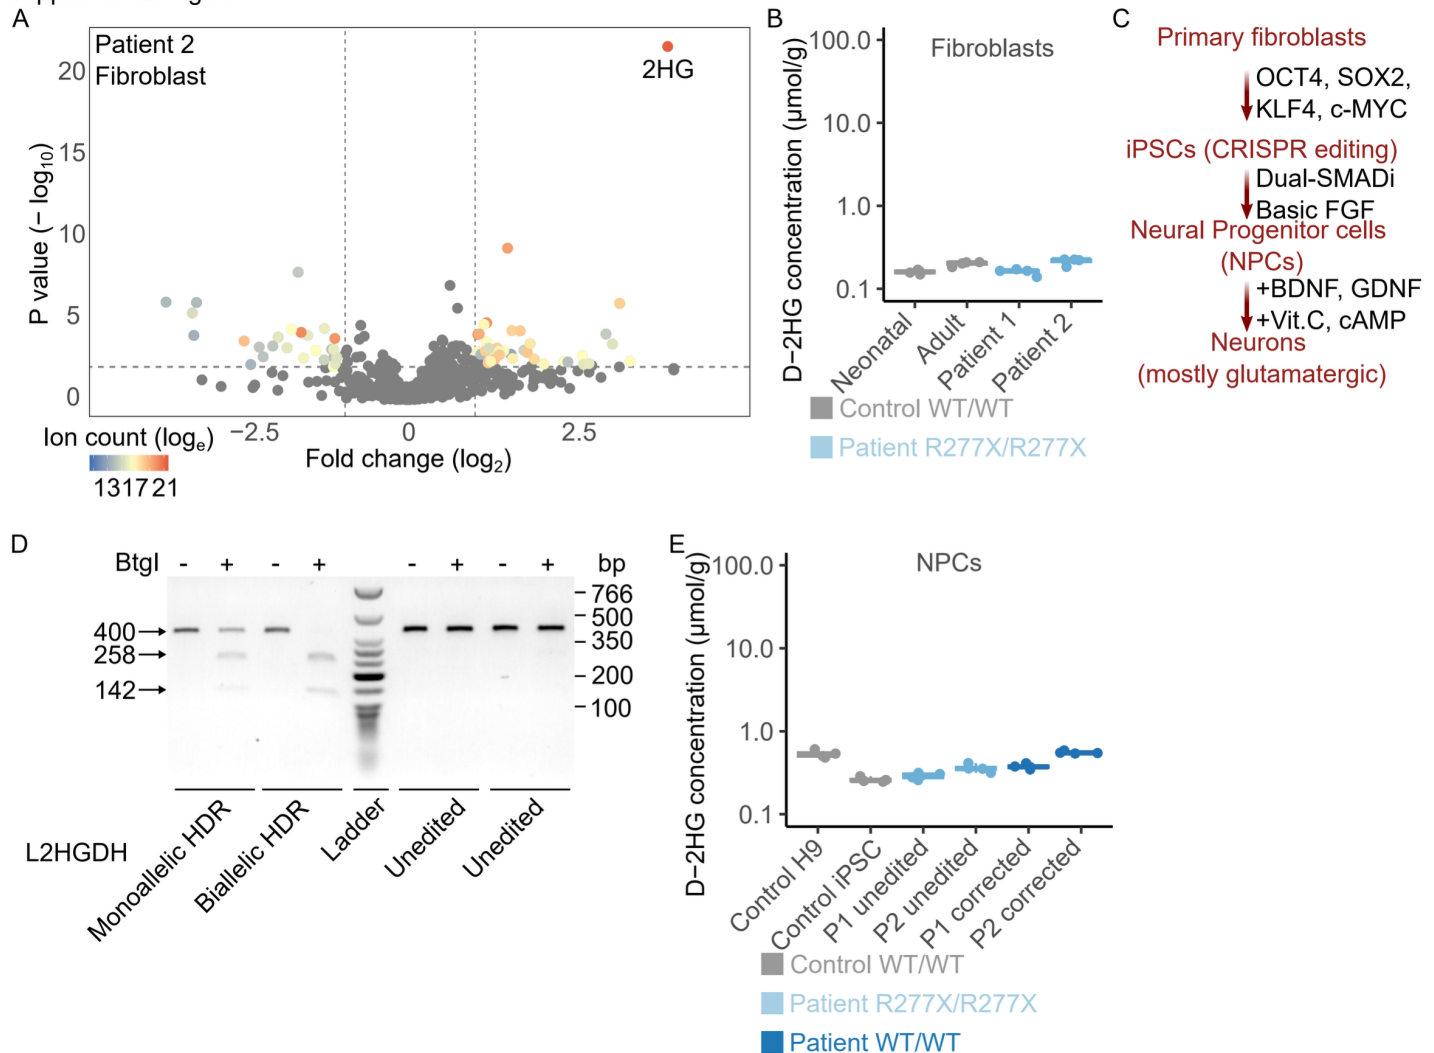 A
Patient 2
Fibroblast
2HG
P value (− log10)
20
15
10
5
0
−2.5
0
2.5
Fold change (log2)
Ion count (loge)
13 17 21
B
D−2HG concentration (μmol/g)
Fibroblasts
100.0
10.0
1.0
0.1
Neonatal
Adult
Patient 1
Patient 2
Control WT/WT
Patient R277X/R277X
C
Primary fibroblasts
OCT4, SOX2,
KLF4, c-MYC
iPSCs (CRISPR editing)
Dual-SMADi
Basic FGF
Neural Progenitor cells
(NPCs)
+BDNF, GDNF
+Vit.C, cAMP
Neurons
(mostly glutamatergic)
D
BtgI - + - + - + - + bp
400
258
142
766
500
350
200
100
Monoallelic HDR
Biallelic HDR
Ladder
Unedited
Unedited
L2HGDH
E
D−2HG concentration (μmol/g)
NPCs
100.0
10.0
1.0
0.1
Control H9
Control iPSC
P1 unedited
P2 unedited
P1 corrected
P2 corrected
Control WT/WT
Patient R277X/R277X
Patient WT/WT